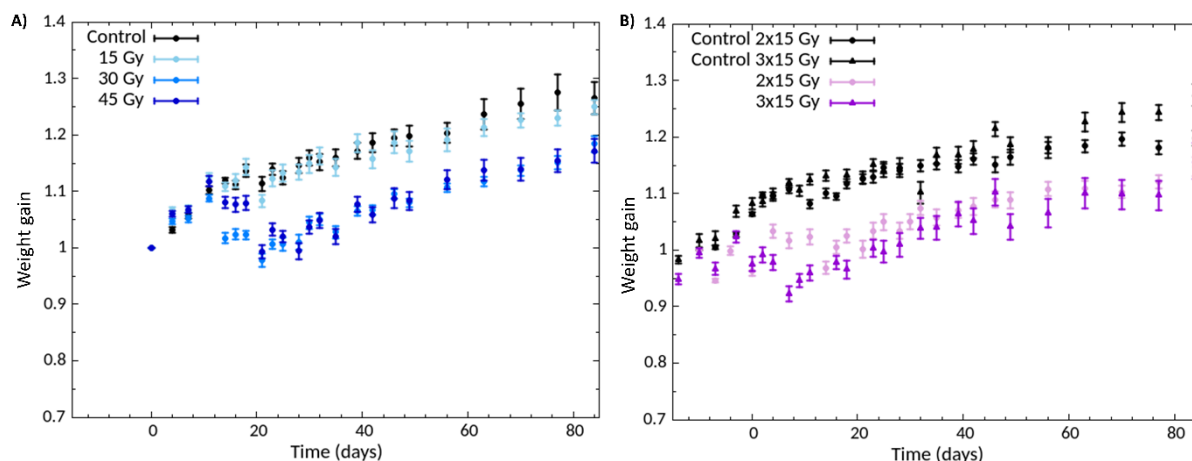 A)
Control
15 Gy
30 Gy
45 Gy
1.4
1.3
1.2
1.1
1
0.9
0.8
0.7
Weight gain
0 20 40 60 80
Time (days)
B)
Control 2x15 Gy
Control 3x15 Gy
2x15 Gy
3x15 Gy
1.4
1.3
1.2
1.1
1
0.9
0.8
0.7
Weight gain
0 20 40 60 80
Time (days)